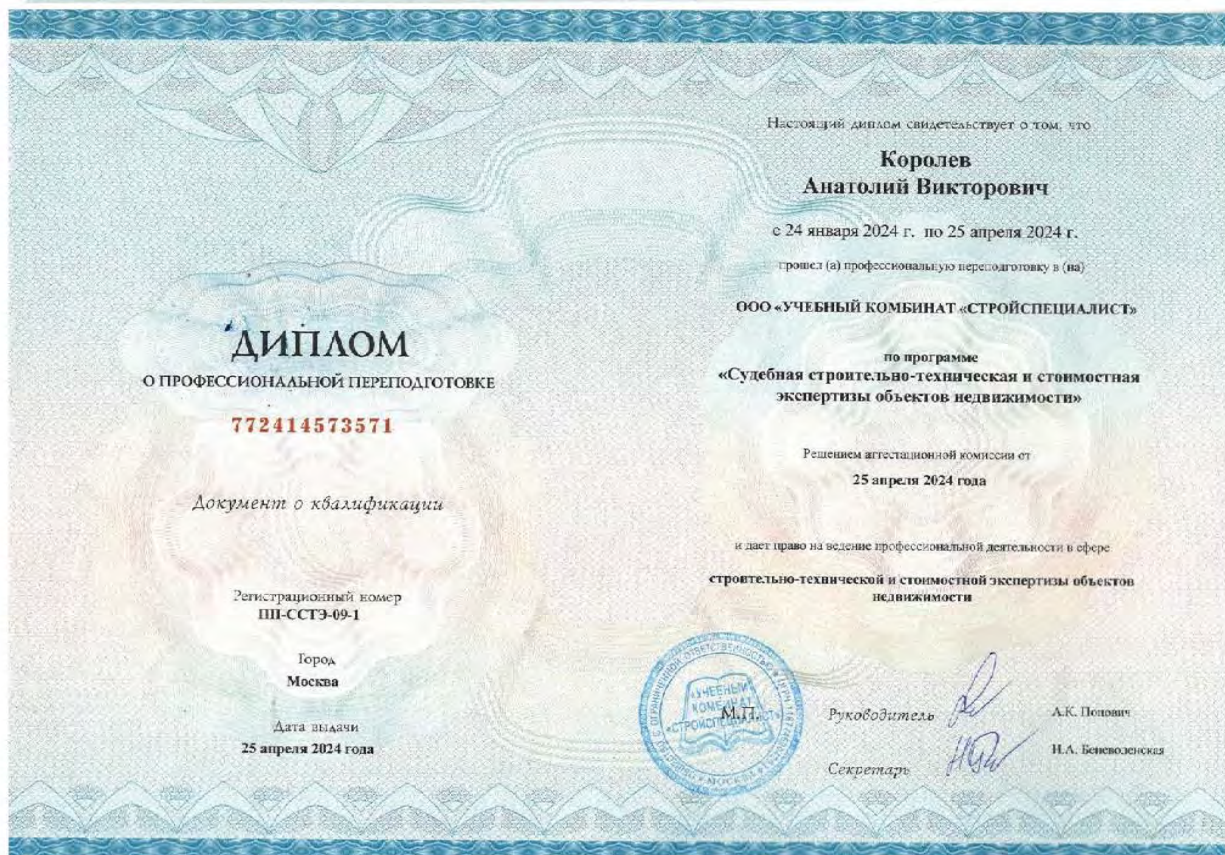 ДИПЛОМ
О ПРОФЕССИОНАЛЬНОЙ ПЕРЕПОДГОТОВКЕ
772414573571
Документ о квалификации
Регистрационный номер
ПП-ССТЭ-09-1
Город
Москва
Дата выдачи
25 апреля 2024 года
Настоящий диплом свидетельствует о том, что
Королев
Анатолий Викторович
с 24 января 2024 г. по 25 апреля 2024 г.
прошел (а) профессиональную переподготовку в (на)
ООО «УЧЕБНЫЙ КОМБИНАТ «СТРОЙСПЕЦИАЛИСТ»
по программе
«Судебная строительно-техническая и стоимостная
экспертизы объектов недвижимости»
Решением аттестационной комиссии от
25 апреля 2024 года
и дает право на ведение профессиональной деятельности в сфере
строительно-технической и стоимостной экспертизы объектов
недвижимости
«УЧЕБНЫЙ
КОМБИНАТ
«СТРОЙСПЕЦИАЛИСТ»
М.П.
Руководитель
А.К. Попович
Секретарь
Н.А. Беневоленская